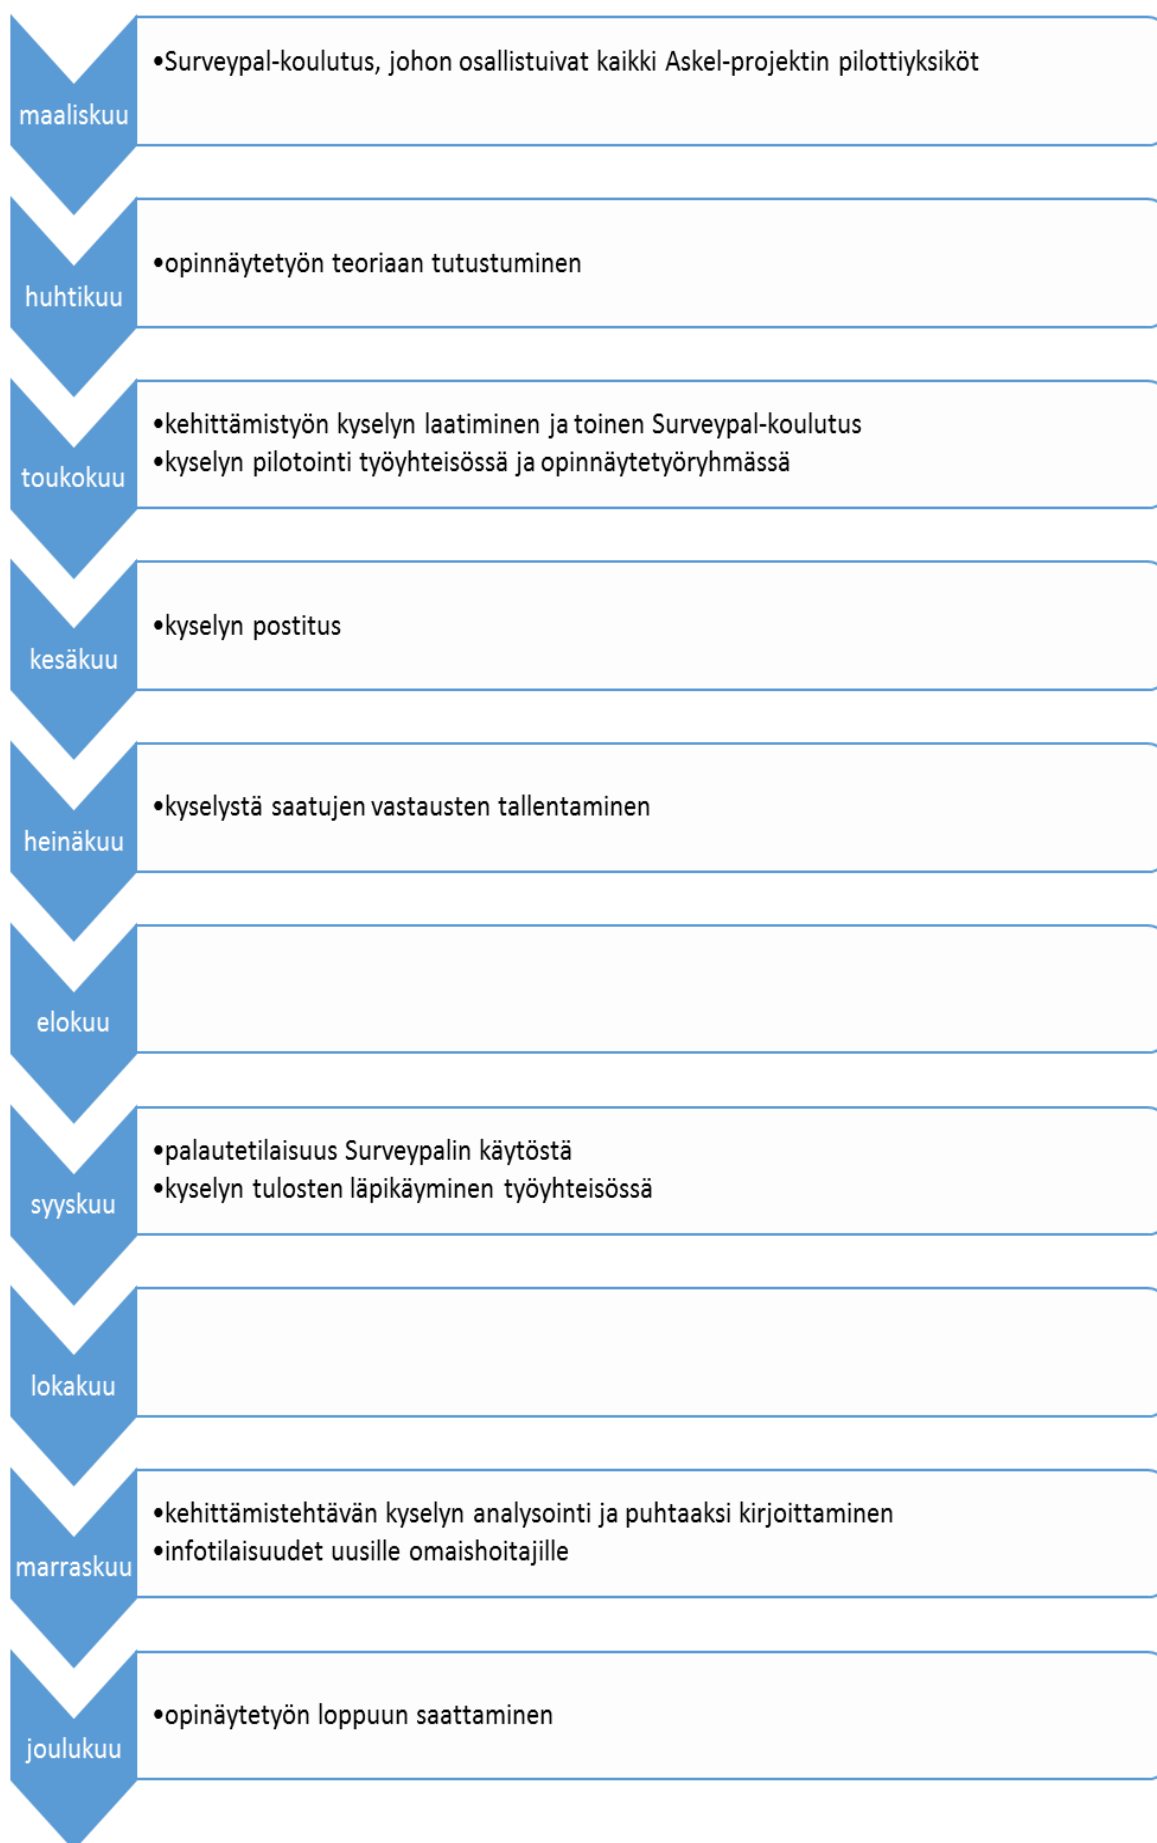 •Surveypal-koulutus, johon osallistuivat kaikki Askel-projektin pilottiyksiköt
maaliskuu
•opinnäytetyön teoriaan tutustuminen
huhtikuu
•kehittämistyön kyselyn laatiminen ja toinen Surveypal-koulutus
•kyselyn pilotointi työyhteisössä ja opinnäytetyöryhmässä
toukokuu
•kyselyn postitus
kesäkuu
•kyselystä saatujen vastausten tallentaminen
heinäkuu
elokuu
•palautetilaisuus Surveypalin käytöstä
•kyselyn tulosten läpikäyminen työyhteisössä
syyskuu
lokakuu
•kehittämistehtävän kyselyn analysointi ja puhtaaksi kirjoittaminen
•infotilaisuudet uusille omaishoitajille
marraskuu
•opinäytetyön loppuun saattaminen
joulukuu